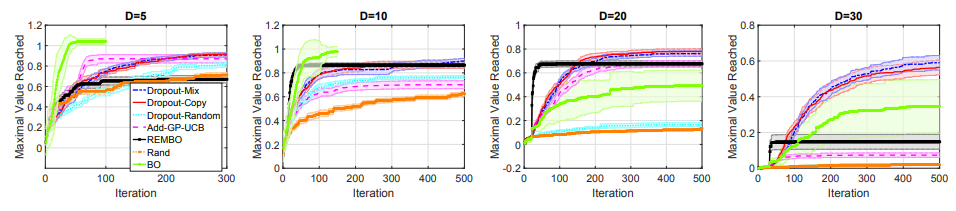 D=5
Maximal Value Reached
1.2
1
0.8
0.6
0.4
0.2
0
Dropout-Mix
Dropout-Copy
Dropout-Random
Add-GP-UCB
REMBO
Rand
BO
0 100 200 300
Iteration
D=10
Maximal Value Reached
1.2
1
0.8
0.6
0.4
0.2
0
0 100 200 300 400 500
Iteration
D=20
Maximal Value Reached
1
0.8
0.6
0.4
0.2
0
-0.2
0 100 200 300 400 500
Iteration
D=30
Maximal Value Reached
0.8
0.6
0.4
0.2
0
0 100 200 300 400 500
Iteration